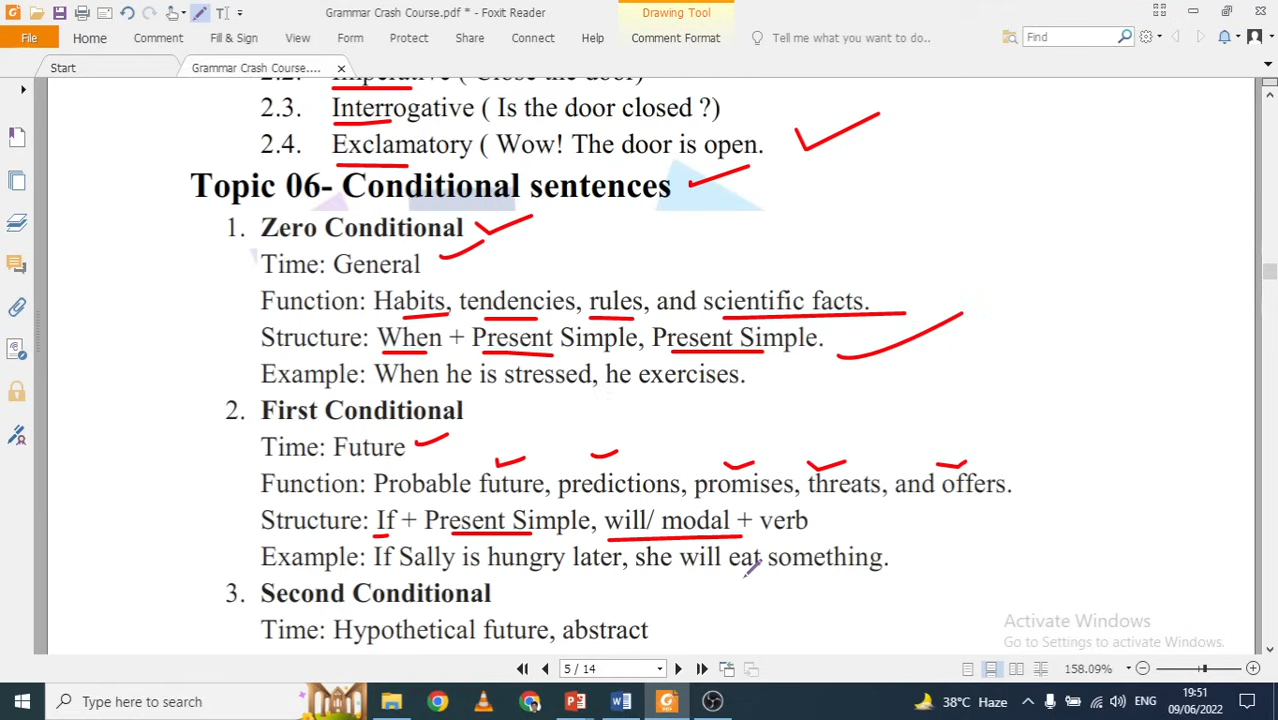 Grammar Crash Course.pdf * - Foxit Reader
Drawing Tool
File
Home
Comment
Fill & Sign
View
Form
Protect
Share
Connect
Help
Comment Format
Tell me what you want to do..
Find
Start
Grammar Crash Course....
2.2. Imperative ( Close the door)
2.3. Interrogative ( Is the door closed ?)
2.4. Exclamatory ( Wow! The door is open.
Topic 06- Conditional sentences
1. Zero Conditional
Time: General
Function: Habits, tendencies, rules, and scientific facts.
Structure: When + Present Simple, Present Simple.
Example: When he is stressed, he exercises.
2. First Conditional
Time: Future
Function: Probable future, predictions, promises, threats, and offers.
Structure: If + Present Simple, will/ modal + verb
Example: If Sally is hungry later, she will eat something.
3. Second Conditional
Time: Hypothetical future, abstract
Activate Windows
Go to Settings to activate Windows.
5 / 14
158.09%
Type here to search
38°C Haze
ENG
19:51
09/06/2022